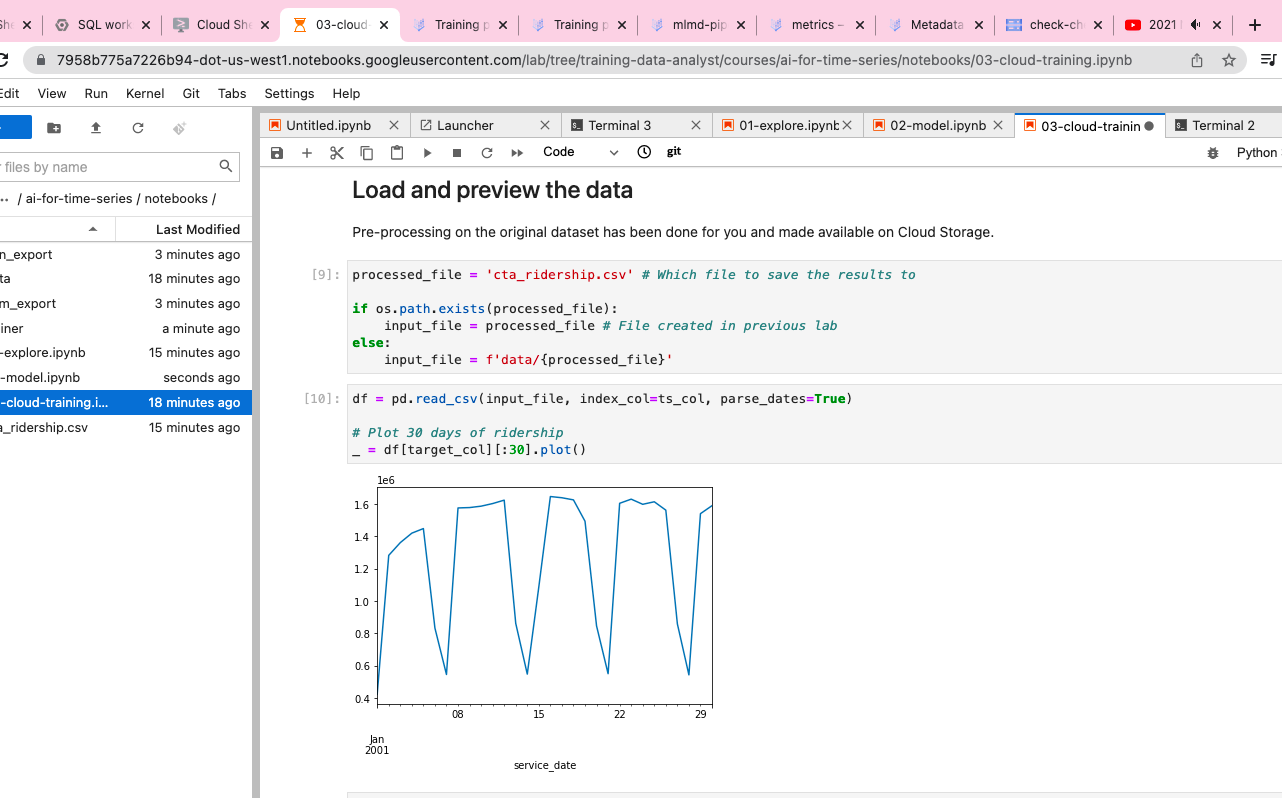 SQL work
Cloud She
03-cloud-
Training p
Training p
mlmd-pip
metrics –
Metadata
check-ch
2021
7958b775a7226b94-dot-us-west1.notebooks.googleusercontent.com/lab/tree/training-data-analyst/courses/ai-for-time-series/notebooks/03-cloud-training.ipynb
Edit View Run Kernel Git Tabs Settings Help
Untitled.ipynb
Launcher
Terminal 3
01-explore.ipynb
02-model.ipynb
03-cloud-trainin
Terminal 2
Code
git
Python
files by name
/ ai-for-time-series / notebooks /
Last Modified
n_export 3 minutes ago
ta 18 minutes ago
m_export 3 minutes ago
iner a minute ago
-explore.ipynb 15 minutes ago
-model.ipynb seconds ago
-cloud-training.i... 18 minutes ago
a_ridership.csv 15 minutes ago
Load and preview the data
Pre-processing on the original dataset has been done for you and made available on Cloud Storage.
[9]: processed_file = 'cta_ridership.csv' # Which file to save the results to
if os.path.exists(processed_file):
input_file = processed_file # File created in previous lab
else:
input_file = f'data/{processed_file}'
[10]: df = pd.read_csv(input_file, index_col=ts_col, parse_dates=True)
# Plot 30 days of ridership
_ = df[target_col][:30].plot()
1e6
1.6
1.4
1.2
1.0
0.8
0.6
0.4
08 15 22 29
Jan
2001
service_date